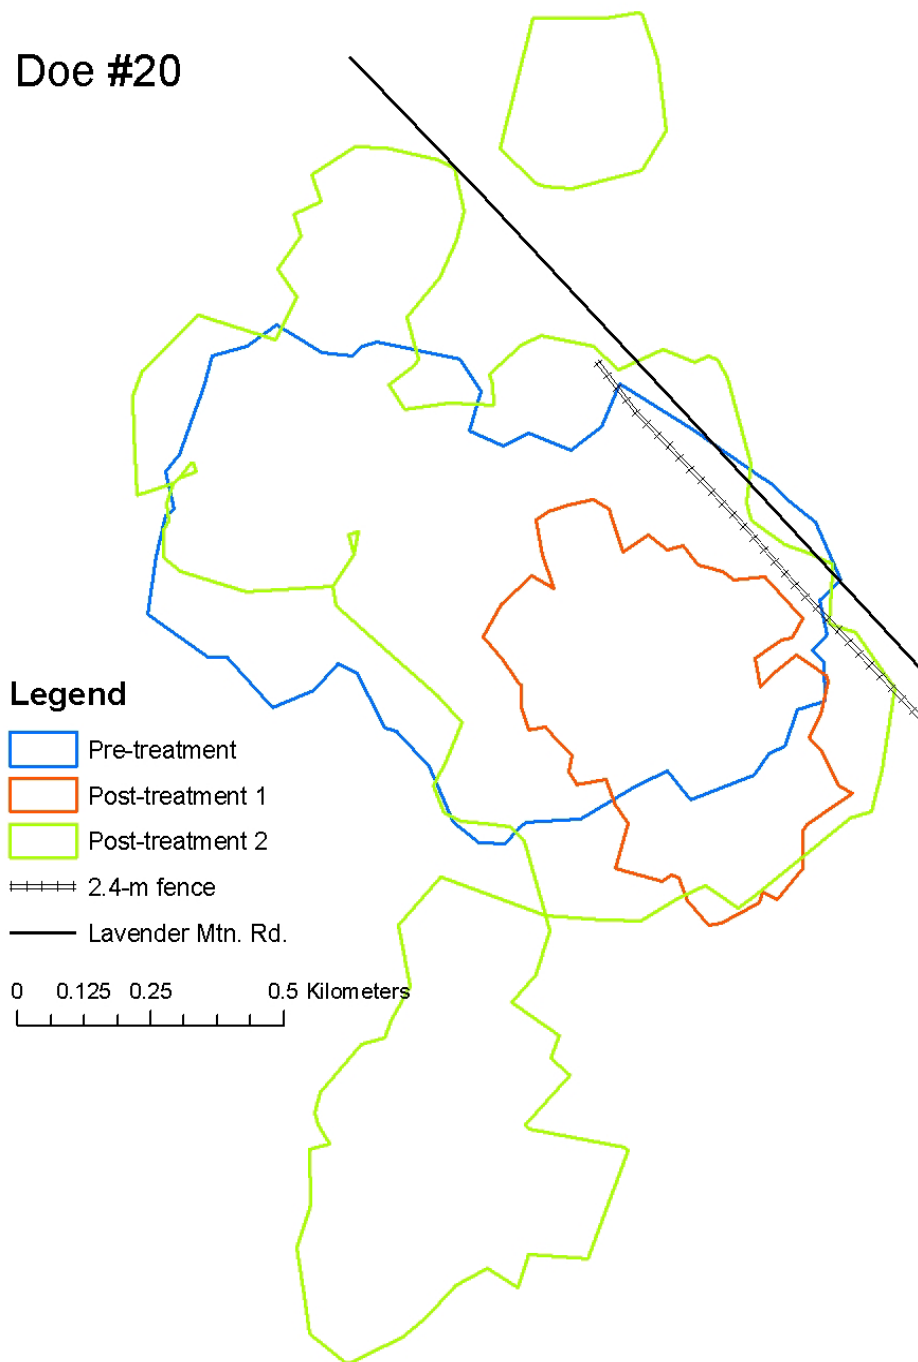 Doe #20
Legend
Pre-treatment
Post-treatment 1
Post-treatment 2
2.4-m fence
Lavender Mtn. Rd.
0 0.125 0.25 0.5 Kilometers